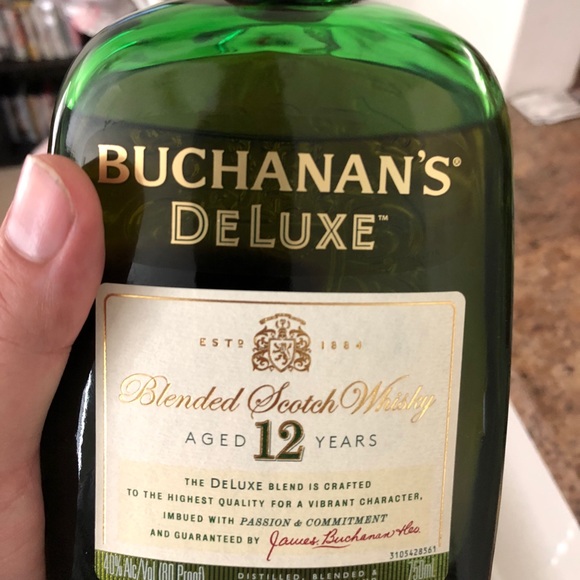 BUCHANAN'S®
DELUXE™
ESTD 1884
Blended Scotch Whisky
AGED 12 YEARS
THE DELUXE BLEND IS CRAFTED
TO THE HIGHEST QUALITY FOR A VIBRANT CHARACTER,
IMBUED WITH PASSION & COMMITMENT
AND GUARANTEED BY James Buchanan & Co.
3105428561
40% Alc/Vol (80 Proof)
DISTILLED, BLENDED &
750ml